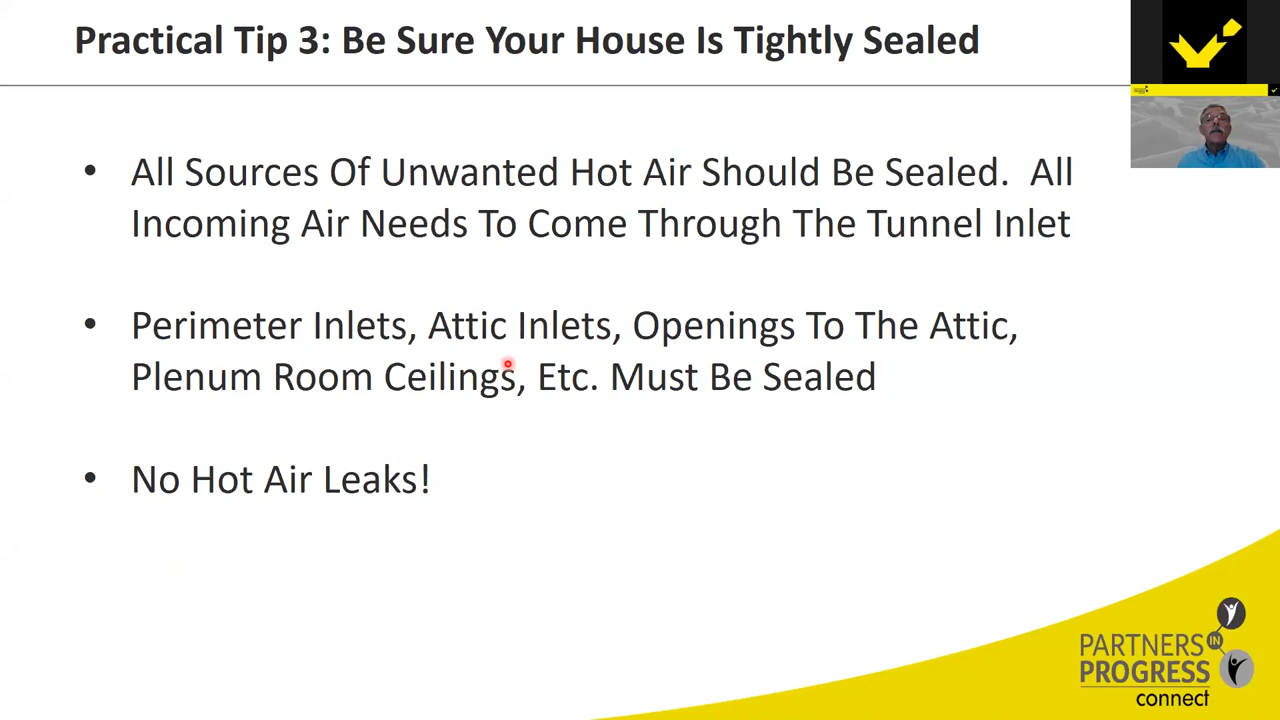 Practical Tip 3: Be Sure Your House Is Tightly Sealed
• All Sources Of Unwanted Hot Air Should Be Sealed.  All
Incoming Air Needs To Come Through The Tunnel Inlet
• Perimeter Inlets, Attic Inlets, Openings To The Attic,
Plenum Room Ceilings, Etc. Must Be Sealed
• No Hot Air Leaks!
PARTNERS IN
PROGRESS
connect